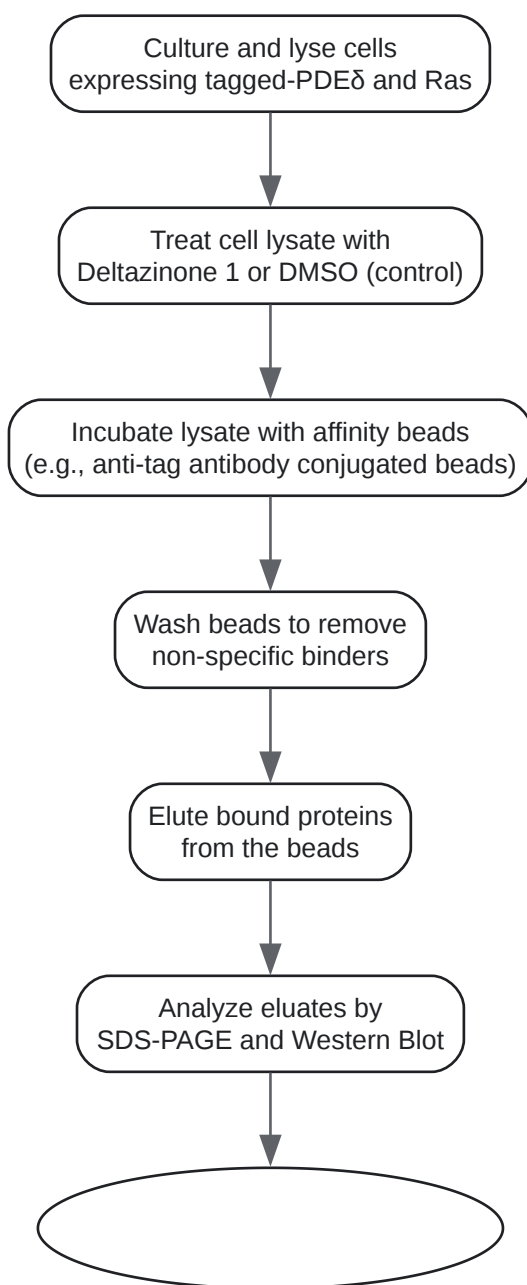 Culture and lyse cells
expressing tagged-PDEδ and Ras
Treat cell lysate with
Deltazinone 1 or DMSO (control)
Incubate lysate with affinity beads
(e.g., anti-tag antibody conjugated beads)
Wash beads to remove
non-specific binders
Elute bound proteins
from the beads
Analyze eluates by
SDS-PAGE and Western Blot